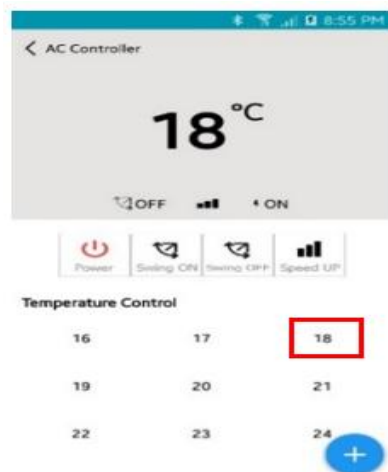 8:55 PM
AC Controller
18 °C
OFF ON
Power Swing ON Swing OFF Speed UP
Temperature Control
16 17 18
19 20 21
22 23 24
+